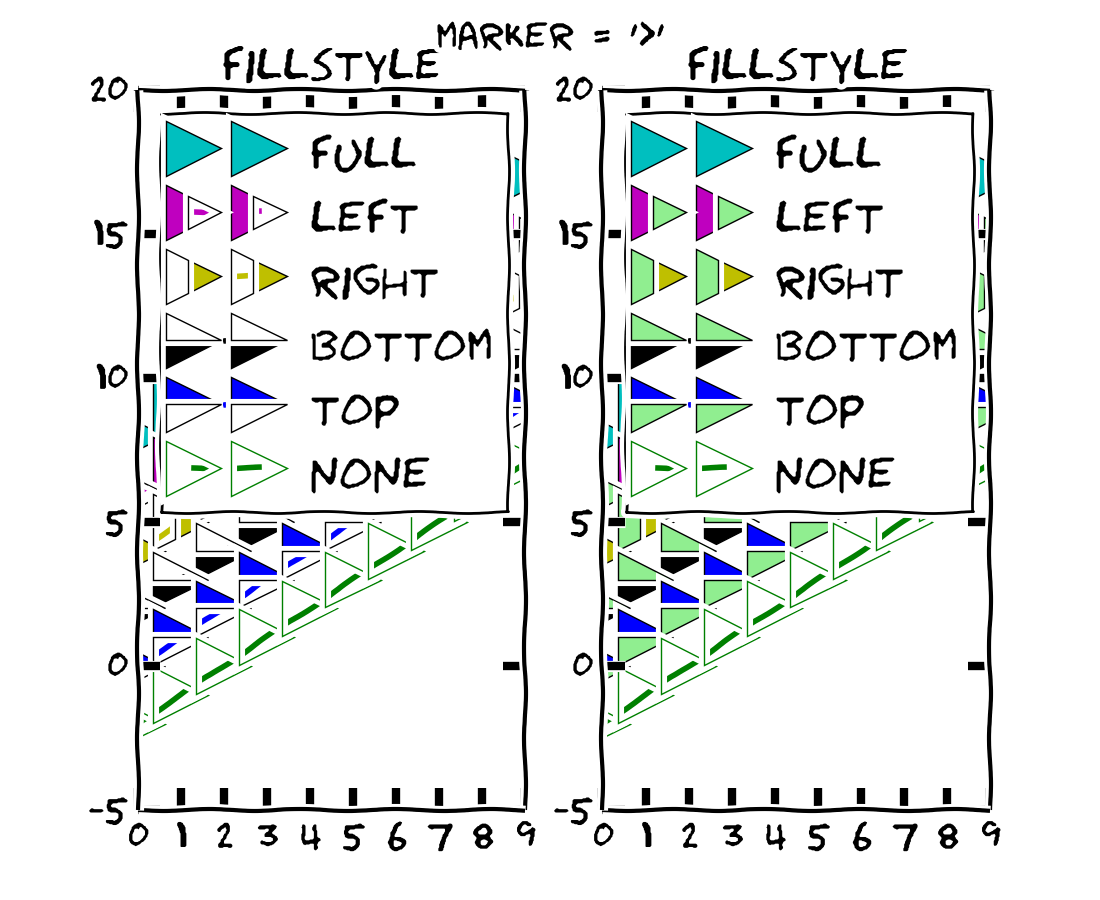 MARKER = '>'
FILLSTYLE FILLSTYLE
20 20
FULL FULL
LEFT LEFT
15 15
RIGHT RIGHT
BOTTOM BOTTOM
10 10
TOP TOP
NONE NONE
5 5
0 0
-5 -5
0 1 2 3 4 5 6 7 8 9 0 1 2 3 4 5 6 7 8 9